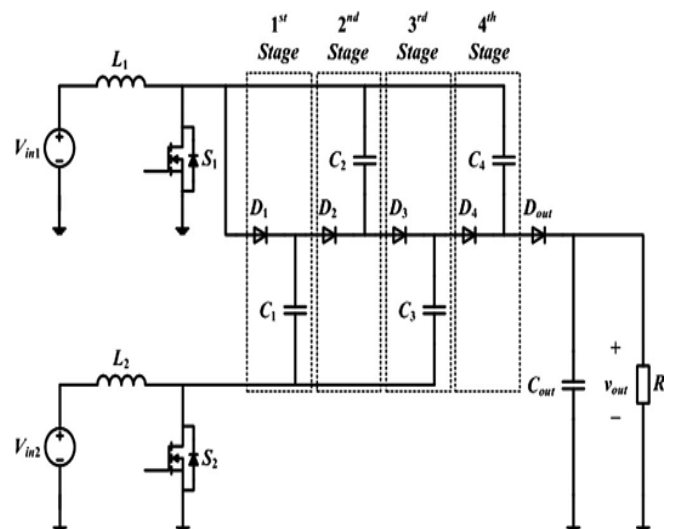 1st 2nd 3rd 4th
Stage Stage Stage Stage
L1
Vin1
+
−
S1
C2
C4
D1 D2 D3 D4 Dout
C1
C3
L2
Vin2
+
−
S2
Cout
+
vout
−
R